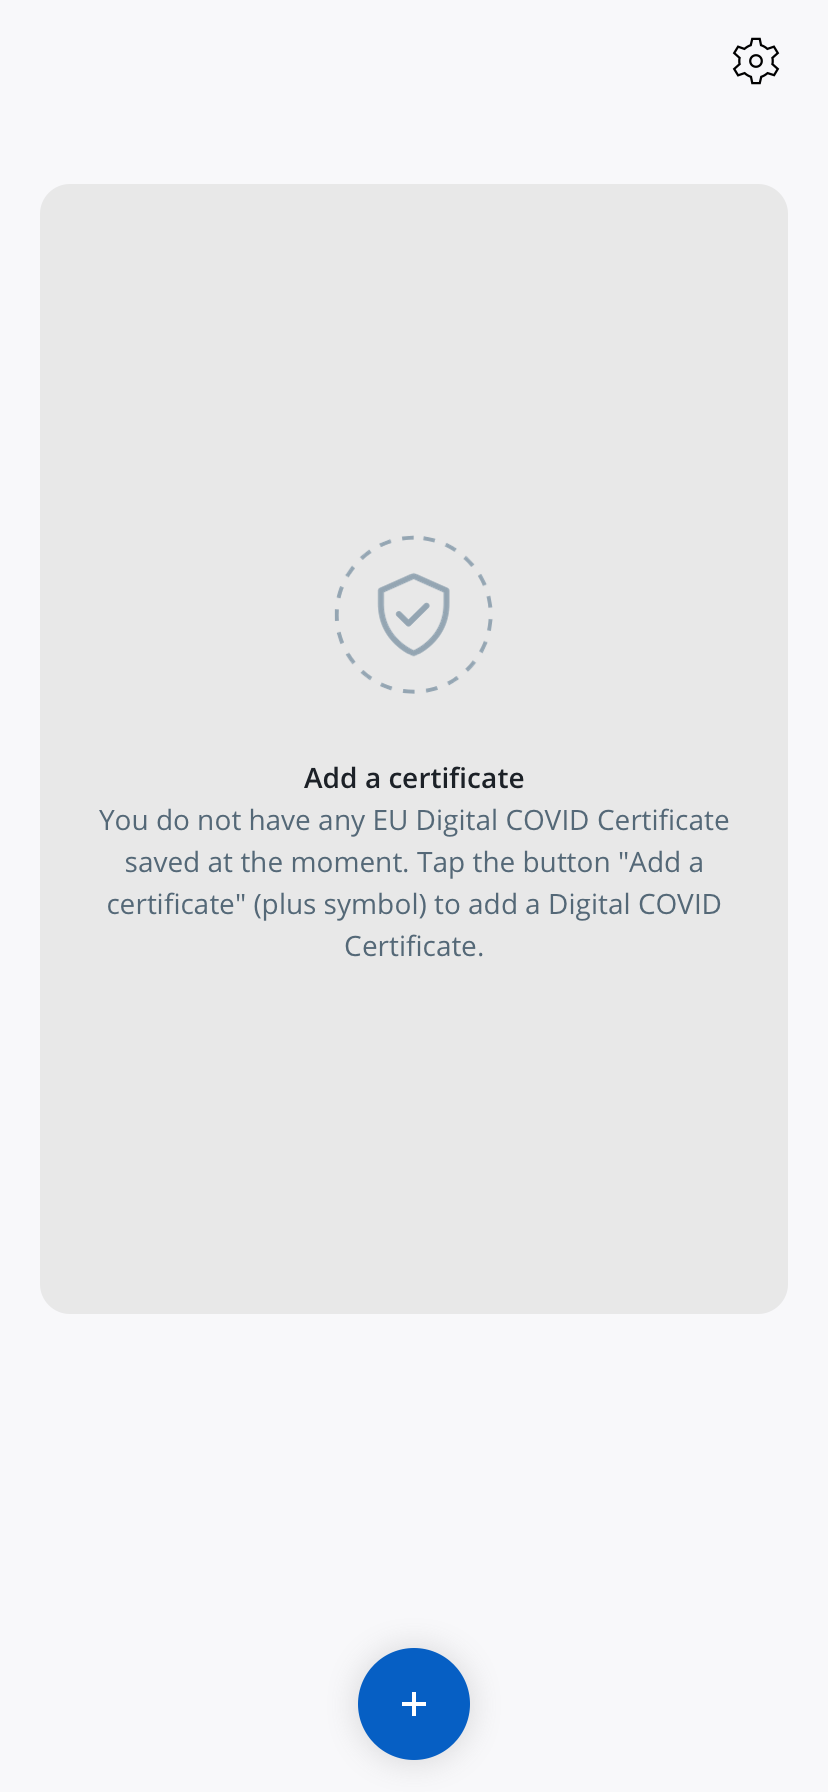 Add a certificate
You do not have any EU Digital COVID Certificate
saved at the moment. Tap the button "Add a
certificate" (plus symbol) to add a Digital COVID
Certificate.